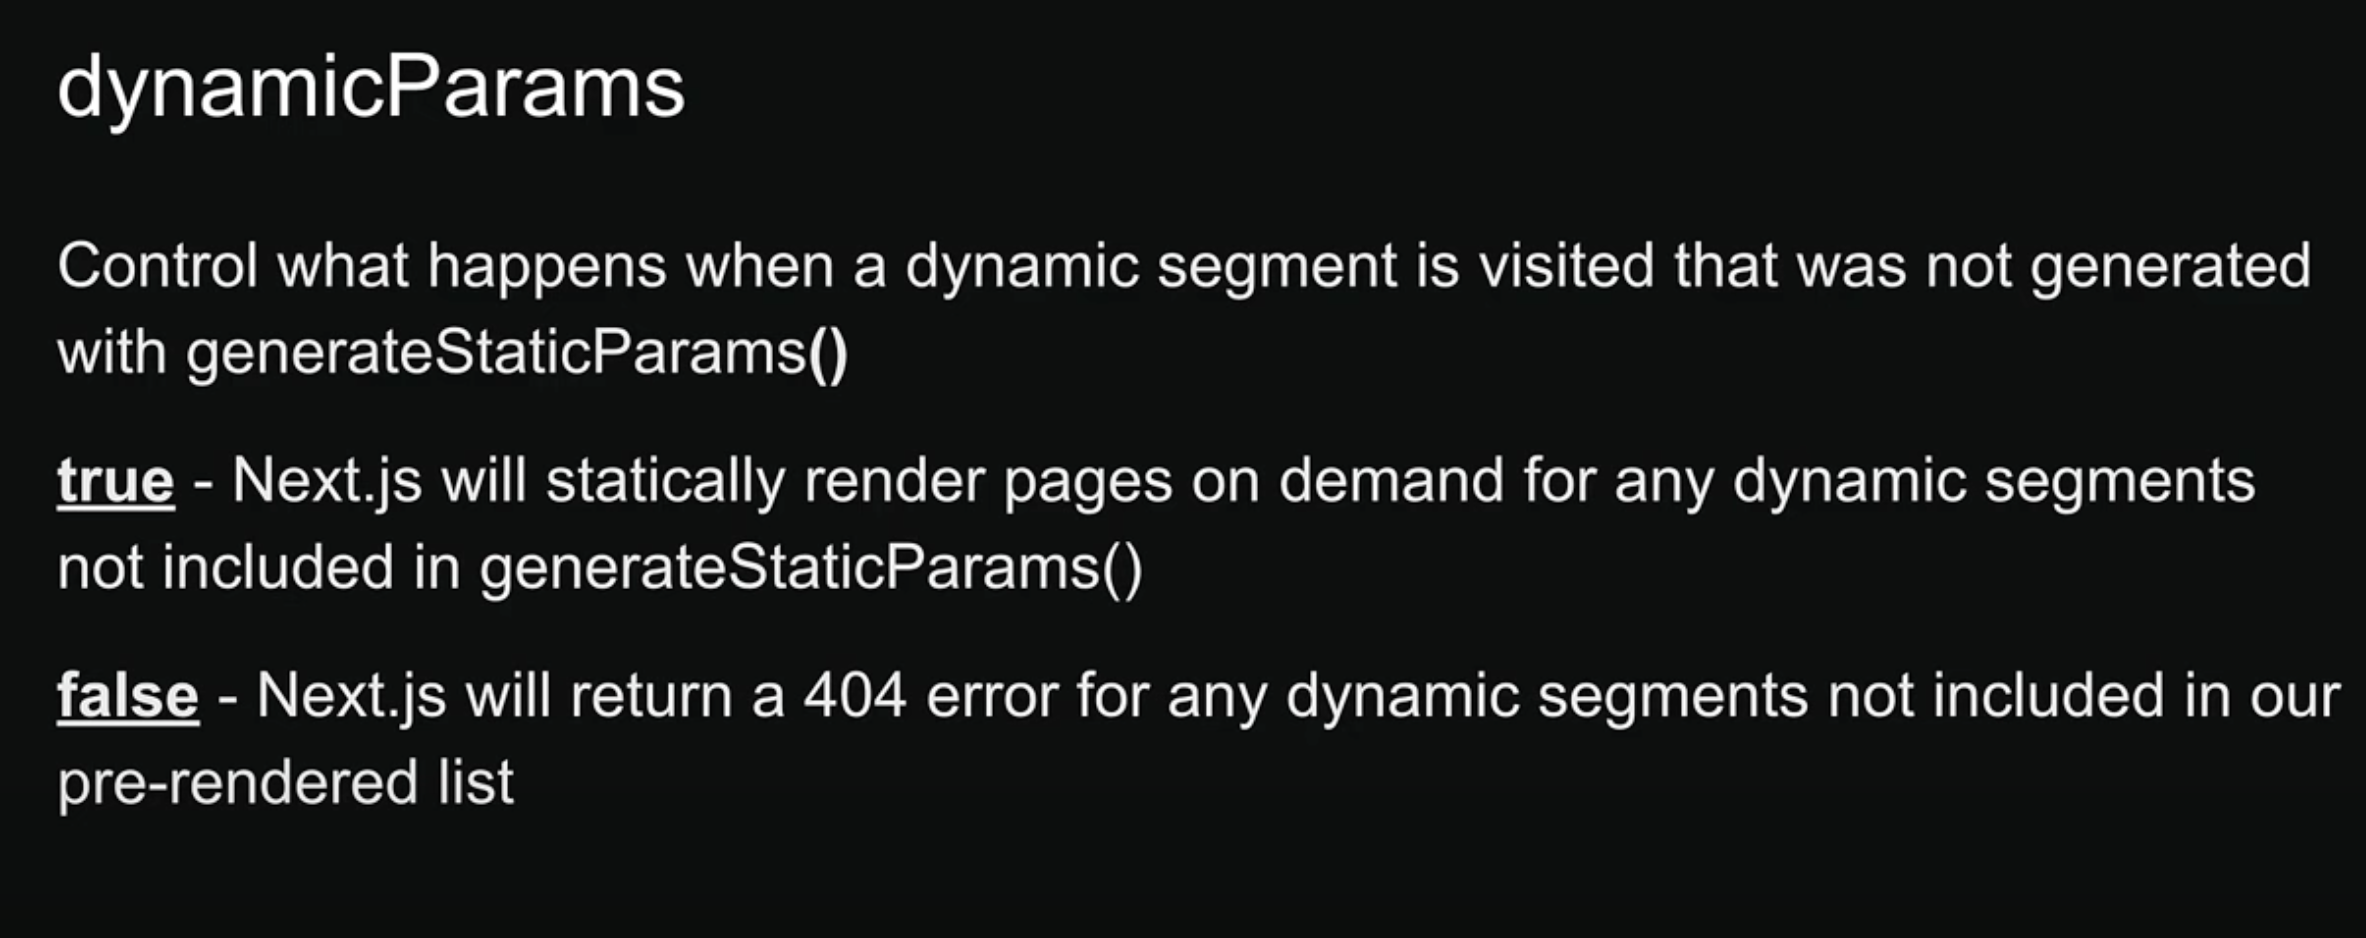 dynamicParams
Control what happens when a dynamic segment is visited that was not generated
with generateStaticParams()
true - Next.js will statically render pages on demand for any dynamic segments
not included in generateStaticParams()
false - Next.js will return a 404 error for any dynamic segments not included in our
pre-rendered list